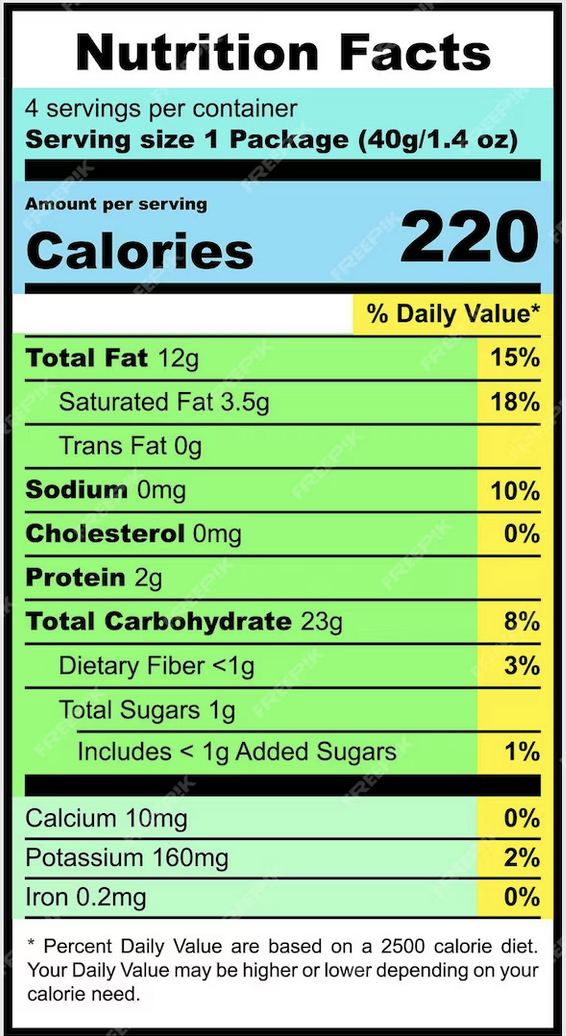 Nutrition Facts
4 servings per container
Serving size 1 Package (40g/1.4 oz)
Amount per serving
Calories 220
% Daily Value*
Total Fat 12g 15%
Saturated Fat 3.5g 18%
Trans Fat 0g
Sodium 0mg 10%
Cholesterol 0mg 0%
Protein 2g
Total Carbohydrate 23g 8%
Dietary Fiber <1g 3%
Total Sugars 1g
Includes < 1g Added Sugars 1%
Calcium 10mg 0%
Potassium 160mg 2%
Iron 0.2mg 0%
* Percent Daily Value are based on a 2500 calorie diet.
Your Daily Value may be higher or lower depending on your
calorie need.